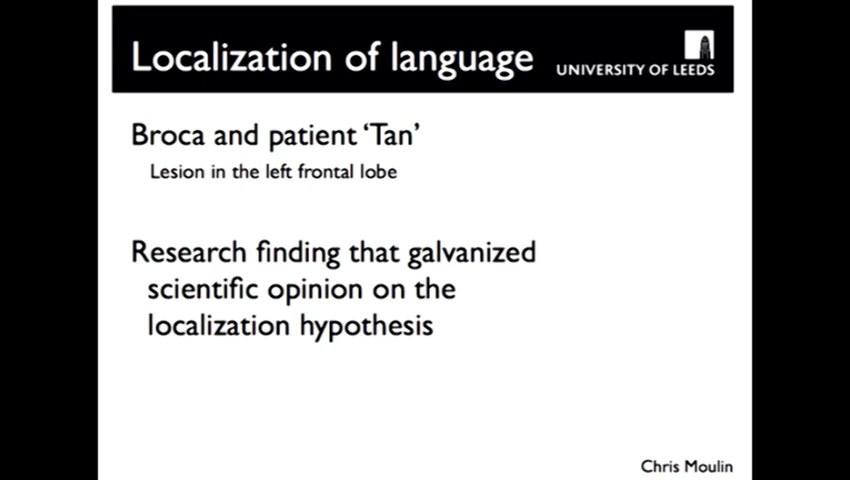 Localization of language
UNIVERSITY OF LEEDS
Broca and patient ‘Tan’
Lesion in the left frontal lobe
Research finding that galvanized
scientific opinion on the
localization hypothesis
Chris Moulin